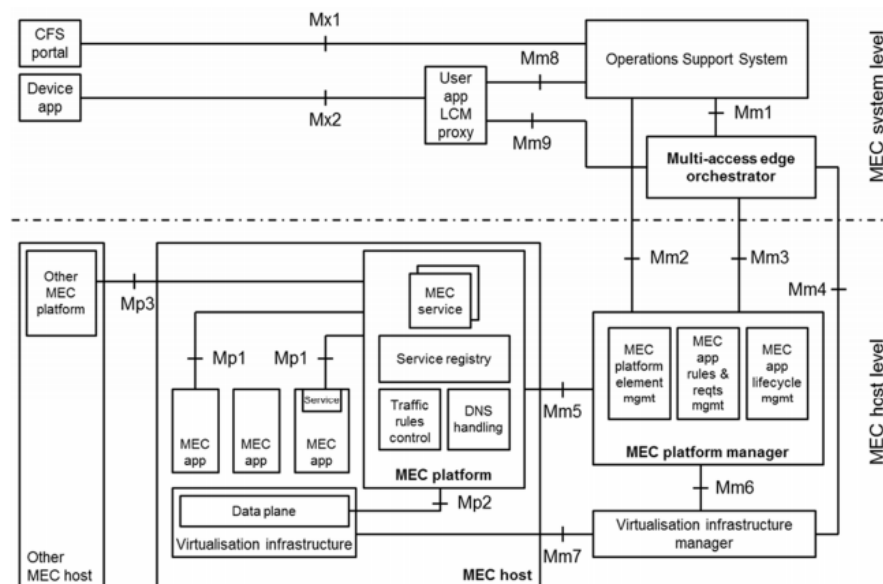 CFS
portal
Mx1
Operations Support System
Mm8
Device
app
Mx2
User
app
LCM
proxy
Mm9
Mm1
Multi-access edge
orchestrator
MEC system level
Other
MEC
platform
Mp3
MEC
service
Mp1
Mp1
Service registry
Traffic
rules
control
DNS
handling
MEC platform
MEC
app
MEC
app
Service
MEC
app
Mp2
Data plane
Virtualisation infrastructure
MEC host
Other
MEC host
Mm2
Mm3
Mm4
Mm5
MEC
platform
element
mgmt
MEC
app
rules &
reqts
mgmt
MEC
app
lifecycle
mgmt
MEC platform manager
Mm6
Mm7
Virtualisation infrastructure
manager
MEC host level